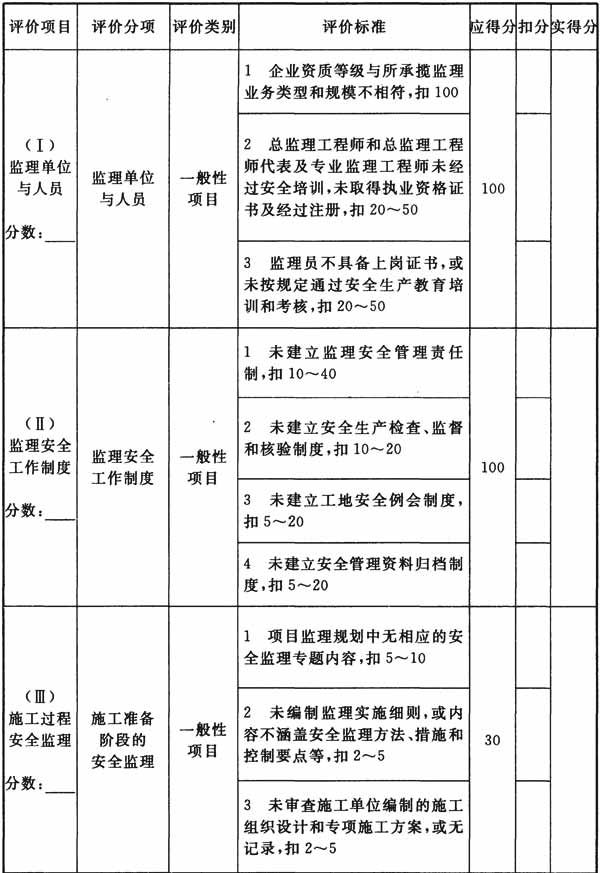 评价项目 评价分项 评价类别 评价标准 应得分 扣分 实得分
(Ⅰ)
监理单位
与人员
分数:____
监理单位
与人员
一般性
项目
1 企业资质等级与所承揽监理
业务类型和规模不相符,扣100
2 总监理工程师和总监理工程
师代表及专业监理工程师未经
过安全培训,未取得执业资格证
书及经过注册,扣20~50
3 监理员不具备上岗证书,或
未按规定通过安全生产教育培
训和考核,扣20~50
100
(Ⅱ)
监理安全
工作制度
分数:____
监理安全
工作制度
一般性
项目
1 未建立监理安全管理责任
制,扣10~40
2 未建立安全生产检查、监督
和核验制度,扣10~20
3 未建立工地安全例会制度,
扣5~20
4 未建立安全管理资料归档制
度,扣5~20
100
(Ⅲ)
施工过程
安全监理
分数:____
施工准备
阶段的
安全监理
一般性
项目
1 项目监理规划中无相应的安
全监理专题内容,扣5~10
2 未编制监理实施细则,或内
容不涵盖安全监理方法、措施和
控制要点等,扣2~5
3 未审查施工单位编制的施工
组织设计和专项施工方案,或无
记录,扣2~5
30